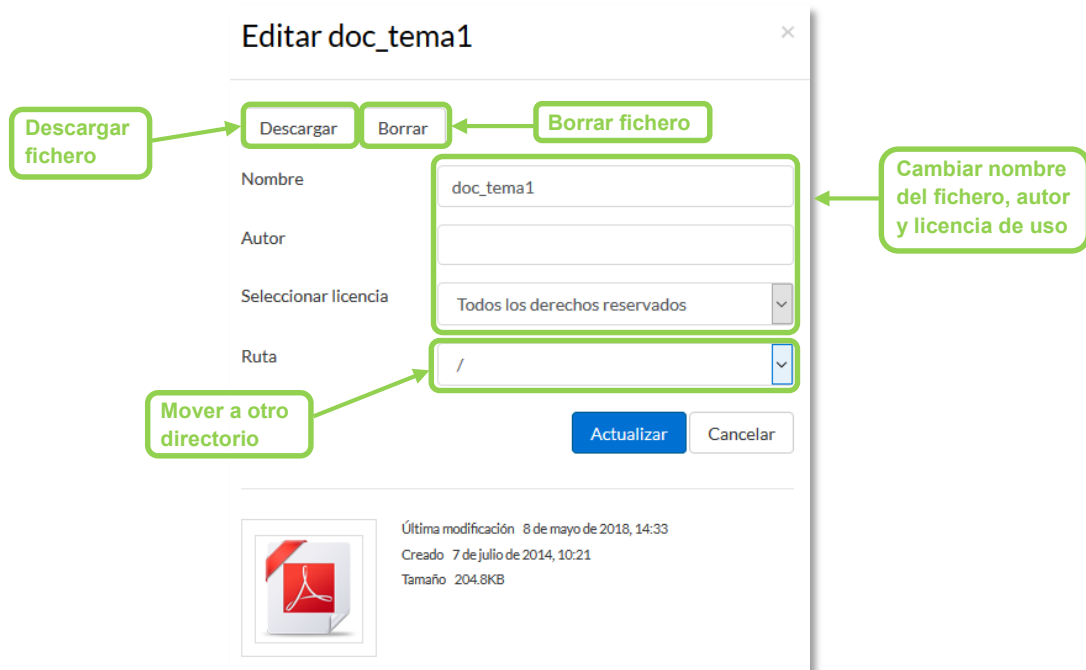 Editar doc_tema1
×
Descargar
fichero
Descargar
Borrar
Borrar fichero
Nombre
doc_tema1
Cambiar nombre
del fichero, autor
y licencia de uso
Autor
Seleccionar licencia
Todos los derechos reservados
Ruta
/
Mover a otro
directorio
Actualizar
Cancelar
Última modificación 8 de mayo de 2018, 14:33
Creado 7 de julio de 2014, 10:21
Tamaño 204.8KB